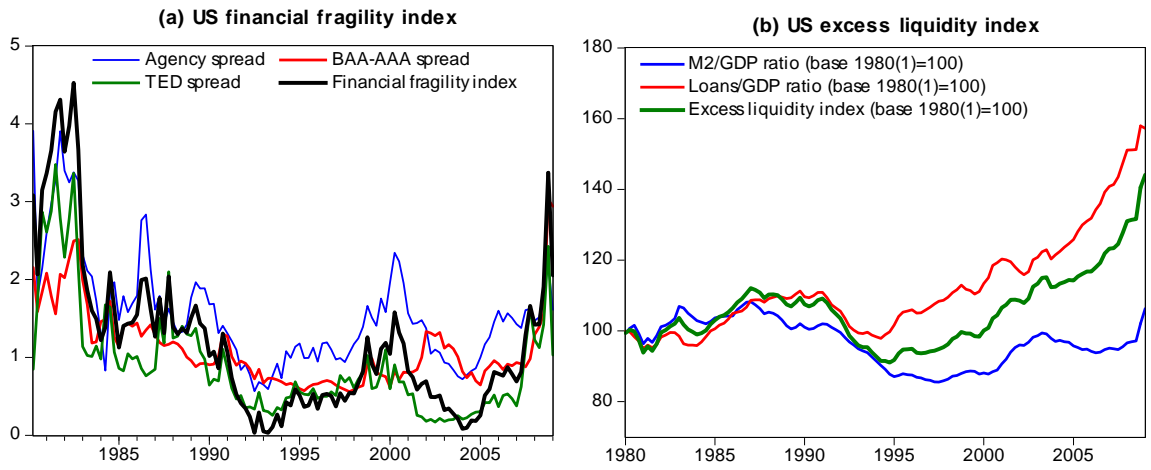 (a) US financial fragility index
5
4
3
2
1
0
Agency spread
BAA-AAA spread
TED spread
Financial fragility index
1985
1990
1995
2000
2005
(b) US excess liquidity index
180
160
140
120
100
80
M2/GDP ratio (base 1980(1)=100)
Loans/GDP ratio (base 1980(1)=100)
Excess liquidity index (base 1980(1)=100)
1980
1985
1990
1995
2000
2005